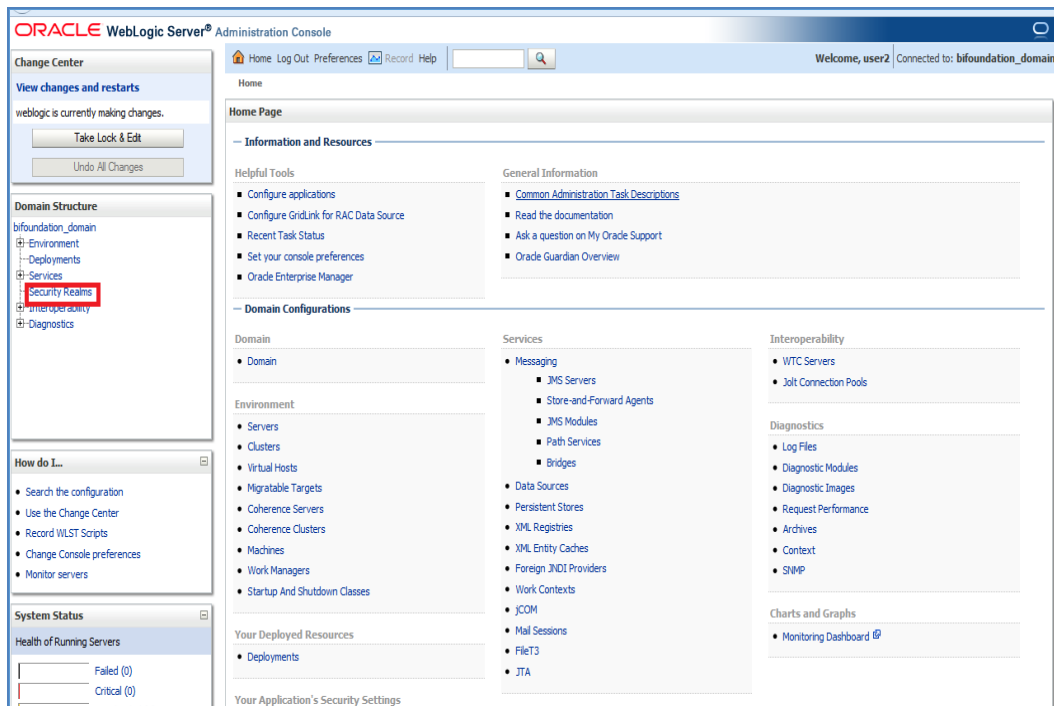 ORACLE WebLogic Server® Administration Console
Change Center
View changes and restarts
weblogic is currently making changes.
Take Lock & Edit
Undo All Changes
Domain Structure
bifoundation_domain
Environment
Deployments
Services
Security Realms
Interoperability
Diagnostics
How do I...
Search the configuration
Use the Change Center
Record WLST Scripts
Change Console preferences
Monitor servers
System Status
Health of Running Servers
Failed (0)
Critical (0)
Home Log Out Preferences Record Help
Welcome, user2 Connected to: bifoundation_domain
Home
Home Page
Information and Resources
Helpful Tools
Configure applications
Configure GridLink for RAC Data Source
Recent Task Status
Set your console preferences
Oracle Enterprise Manager
General Information
Common Administration Task Descriptions
Read the documentation
Ask a question on My Oracle Support
Oracle Guardian Overview
Domain Configurations
Domain
Domain
Environment
Servers
Clusters
Virtual Hosts
Migratable Targets
Coherence Servers
Coherence Clusters
Machines
Work Managers
Startup And Shutdown Classes
Your Deployed Resources
Deployments
Your Application's Security Settings
Services
Messaging
JMS Servers
Store-and-Forward Agents
JMS Modules
Path Services
Bridges
Data Sources
Persistent Stores
XML Registries
XML Entity Caches
Foreign JNDI Providers
Work Contexts
jCOM
Mail Sessions
FileT3
JTA
Interoperability
WTC Servers
Jolt Connection Pools
Diagnostics
Log Files
Diagnostic Modules
Diagnostic Images
Request Performance
Archives
Context
SNMP
Charts and Graphs
Monitoring Dashboard